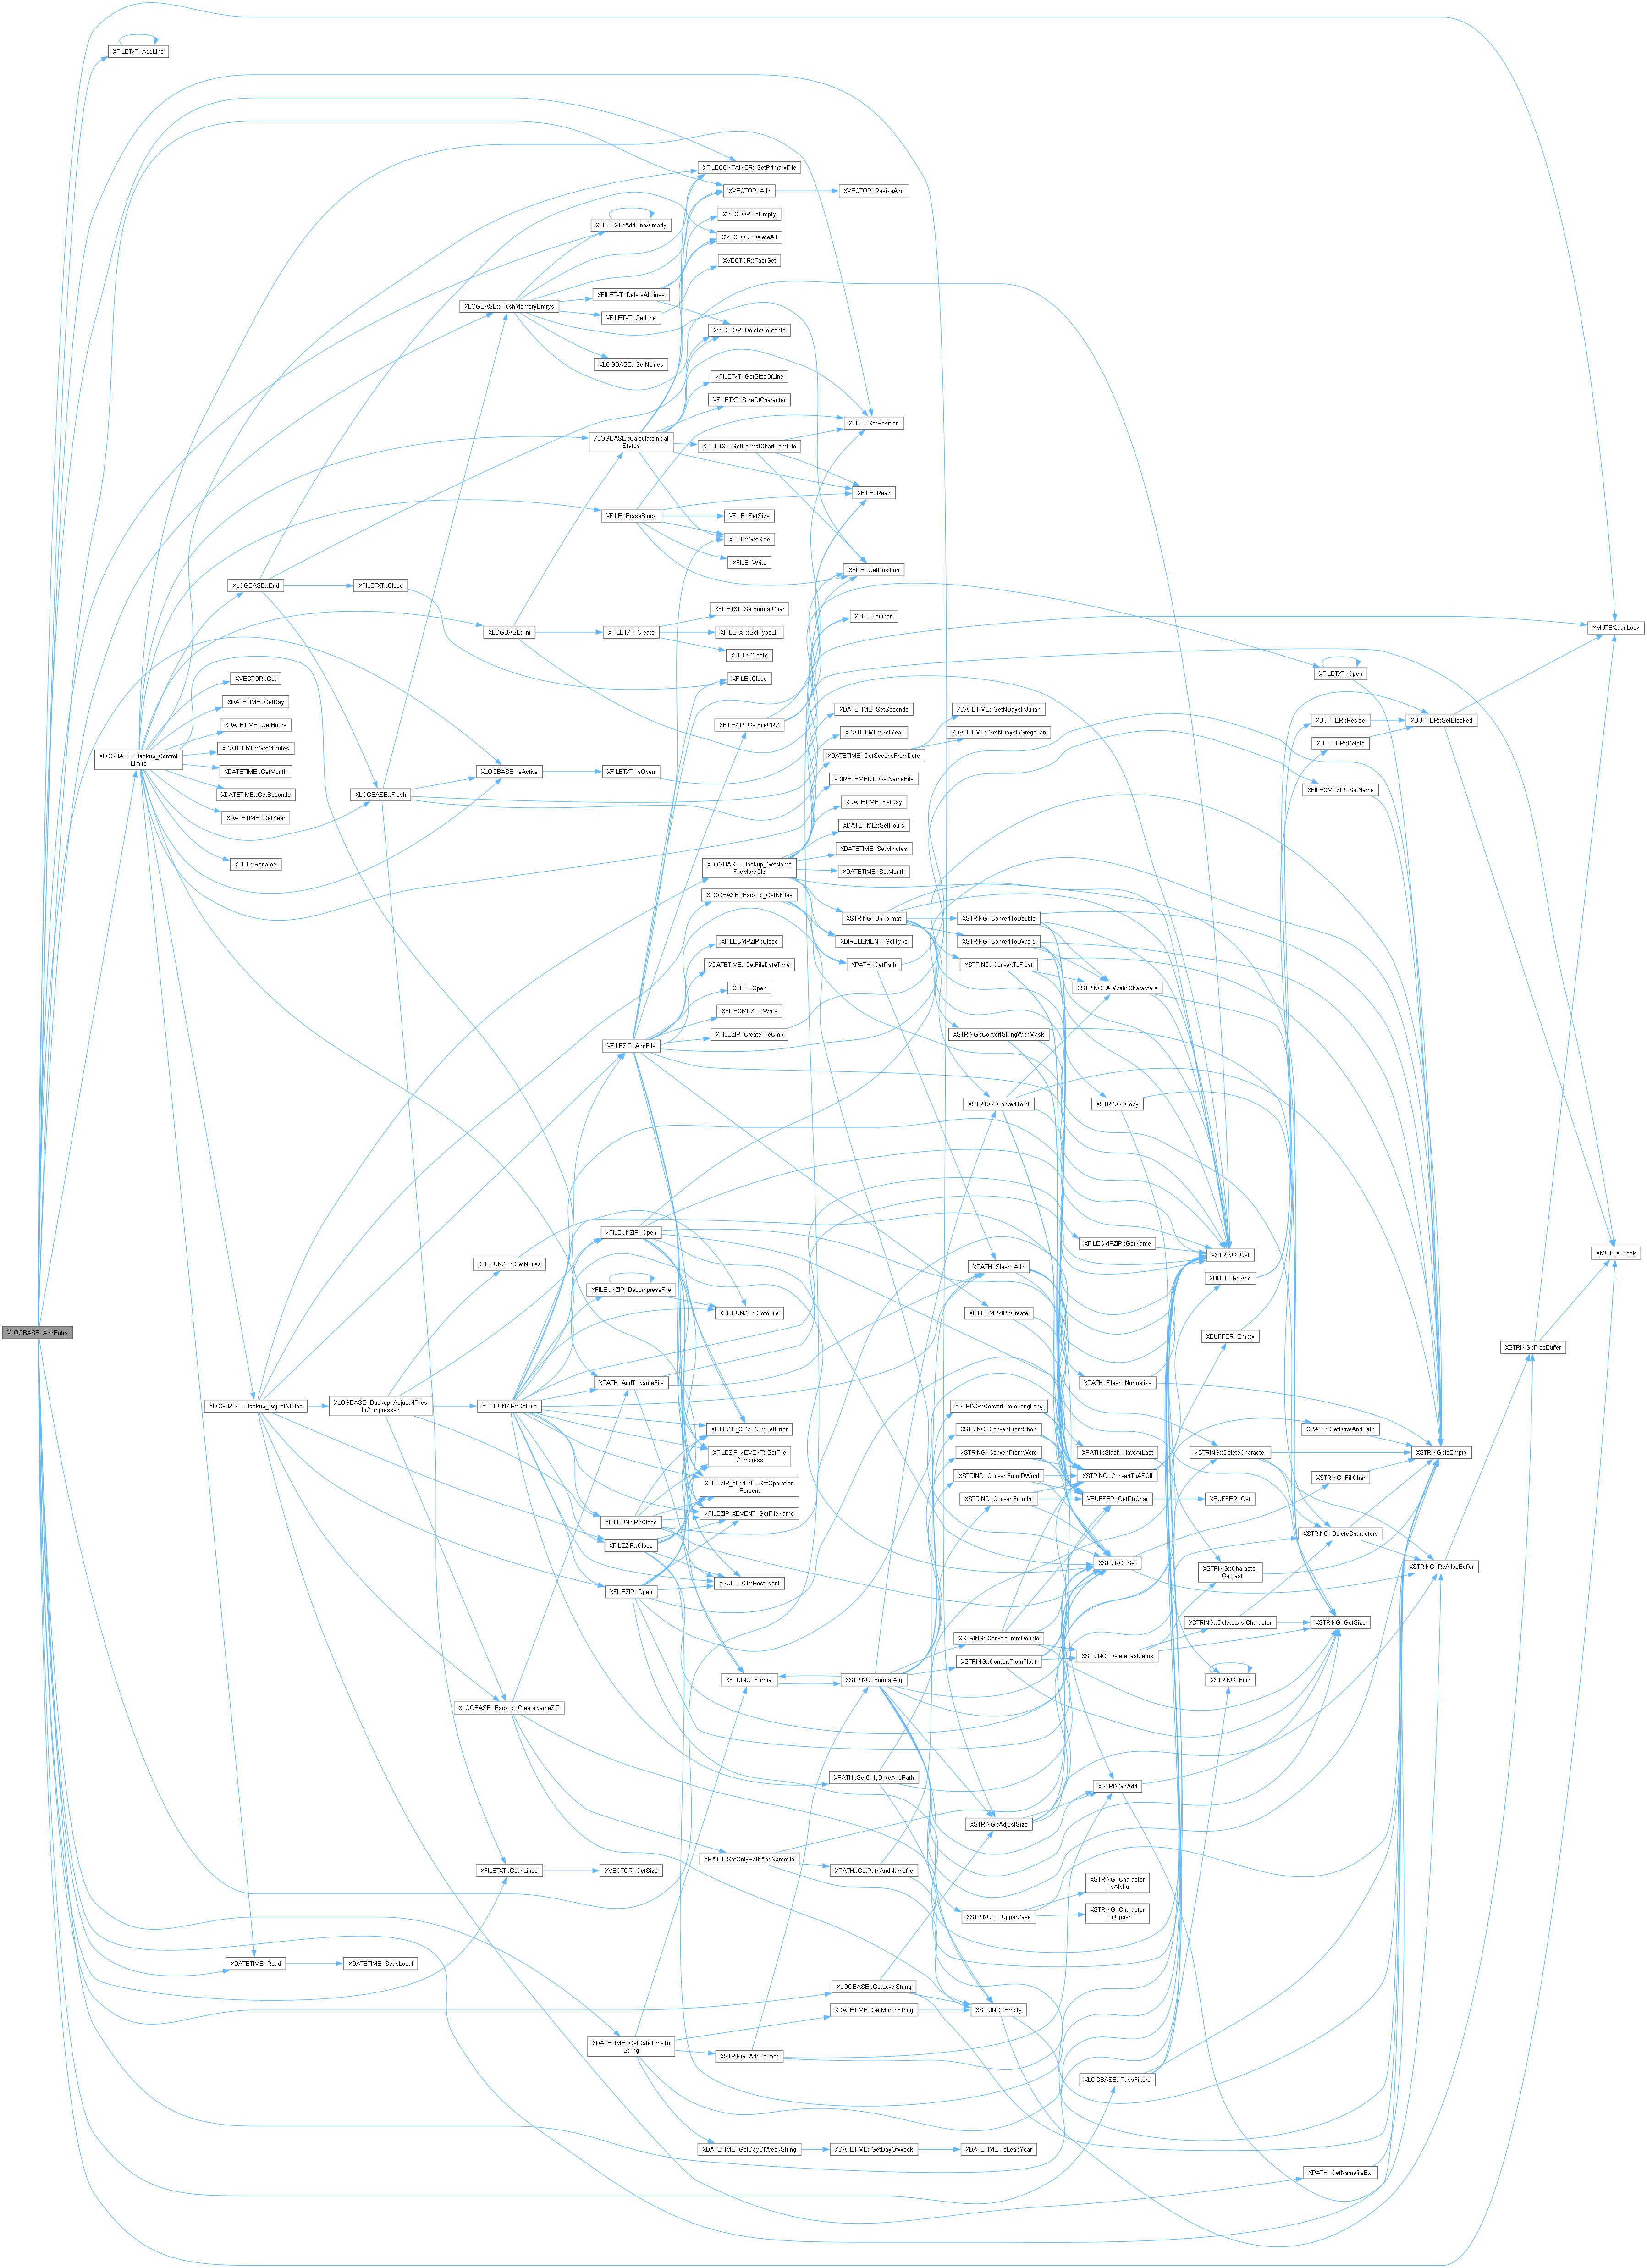 XLOGBASE::AddEntry
XFILETXT::AddLine
XLOGBASE::Backup_Control
Limits
XLOGBASE::Backup_AdjustNFiles
XLOGBASE::End
XVECTOR::Get
XDATETIME::GetDay
XDATETIME::GetHours
XDATETIME::GetMinutes
XDATETIME::GetMonth
XDATETIME::GetSeconds
XDATETIME::GetYear
XFILE::Rename
XDATETIME::Read
XFILETXT::Close
XLOGBASE::Flush
XLOGBASE::Backup_AdjustNFiles
InCompressed
XDATETIME::SetIsLocal
XLOGBASE::FlushMemoryEntrys
XLOGBASE::Ini
XLOGBASE::IsActive
XFILEUNZIP::GetNFiles
XFILEUNZIP::DelFile
XLOGBASE::Backup_CreateNameZIP
XFILETXT::GetNLines
XFILETXT::AddLineAlready
XFILETXT::DeleteAllLines
XFILETXT::GetLine
XLOGBASE::GetNLines
XLOGBASE::CalculateInitial
Status
XFILE::EraseBlock
XFILETXT::Create
XFILETXT::IsOpen
XFILEZIP::AddFile
XFILEUNZIP::Open
XFILEUNZIP::DecompressFile
XPATH::AddToNameFile
XFILEUNZIP::Close
XFILEZIP::Close
XFILEZIP::Open
XVECTOR::GetSize
XDATETIME::GetDateTimeTo
String
XFILECONTAINER::GetPrimaryFile
XVECTOR::Add
XVECTOR::IsEmpty
XVECTOR::DeleteAll
XVECTOR::FastGet
XVECTOR::DeleteContents
XFILETXT::GetSizeOfLine
XFILETXT::SizeOfCharacter
XFILETXT::GetFormatCharFromFile
XFILE::SetSize
XFILE::GetSize
XFILE::Write
XFILETXT::SetFormatChar
XFILETXT::SetTypeLF
XFILE::Create
XFILE::Close
XFILEZIP::GetFileCRC
XLOGBASE::Backup_GetName
FileMoreOld
XLOGBASE::Backup_GetNFiles
XFILECMPZIP::Close
XDATETIME::GetFileDateTime
XFILE::Open
XFILECMPZIP::Write
XFILEZIP::CreateFileCmp
XFILEUNZIP::GotoFile
XFILEZIP_XEVENT::SetError
XFILEZIP_XEVENT::SetFile
Compress
XFILEZIP_XEVENT::SetOperation
Percent
XFILEZIP_XEVENT::GetFileName
XSUBJECT::PostEvent
XSTRING::Format
XPATH::SetOnlyPathAndNamefile
XSTRING::AddFormat
XDATETIME::GetDayOfWeekString
XVECTOR::ResizeAdd
XFILE::SetPosition
XFILE::Read
XFILE::GetPosition
XFILE::IsOpen
XDATETIME::SetSeconds
XDATETIME::SetYear
XDATETIME::GetSeconsFromDate
XDIRELEMENT::GetNameFile
XDATETIME::SetDay
XDATETIME::SetHours
XDATETIME::SetMinutes
XDATETIME::SetMonth
XSTRING::UnFormat
XDIRELEMENT::GetType
XPATH::GetPath
XSTRING::FormatArg
XPATH::SetOnlyDriveAndPath
XPATH::GetPathAndNamefile
XLOGBASE::GetLevelString
XDATETIME::GetMonthString
XDATETIME::GetDayOfWeek
XDATETIME::GetNDaysInJulian
XDATETIME::GetNDaysInGregorian
XSTRING::ConvertToDouble
XSTRING::ConvertToDWord
XSTRING::ConvertToFloat
XSTRING::ConvertStringWithMask
XSTRING::ConvertToInt
XPATH::Slash_Add
XFILECMPZIP::Create
XSTRING::ConvertFromLongLong
XSTRING::ConvertFromShort
XSTRING::ConvertFromWord
XSTRING::ConvertFromDWord
XSTRING::ConvertFromInt
XSTRING::ConvertFromDouble
XSTRING::ConvertFromFloat
XSTRING::AdjustSize
XSTRING::ToUpperCase
XSTRING::Empty
XDATETIME::IsLeapYear
XSTRING::AreValidCharacters
XSTRING::Copy
XFILECMPZIP::GetName
XPATH::Slash_Normalize
XPATH::Slash_HaveAtLast
XSTRING::ConvertToASCII
XBUFFER::GetPtrChar
XSTRING::Set
XSTRING::DeleteLastZeros
XSTRING::Add
XSTRING::Character
_IsAlpha
XSTRING::Character
_ToUpper
XLOGBASE::PassFilters
XSTRING::Get
XBUFFER::Add
XBUFFER::Empty
XSTRING::DeleteCharacter
XBUFFER::Get
XSTRING::Character
_GetLast
XSTRING::DeleteLastCharacter
XSTRING::Find
XFILETXT::Open
XBUFFER::Resize
XBUFFER::Delete
XFILECMPZIP::SetName
XPATH::GetDriveAndPath
XSTRING::FillChar
XSTRING::DeleteCharacters
XSTRING::GetSize
XPATH::GetNamefileExt
XBUFFER::SetBlocked
XSTRING::IsEmpty
XSTRING::ReAllocBuffer
XSTRING::FreeBuffer
XMUTEX::UnLock
XMUTEX::Lock